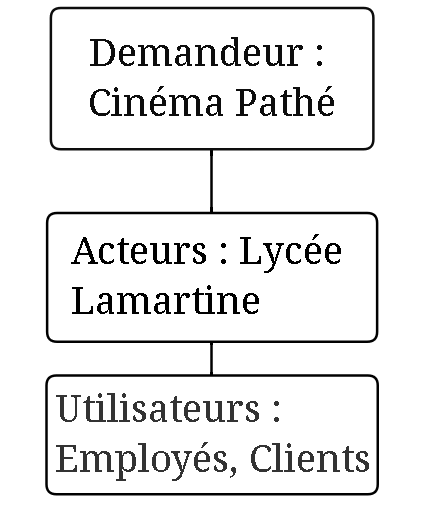 Demandeur :
Cinéma Pathé
Acteurs : Lycée
Lamartine
Utilisateurs :
Employés, Clients